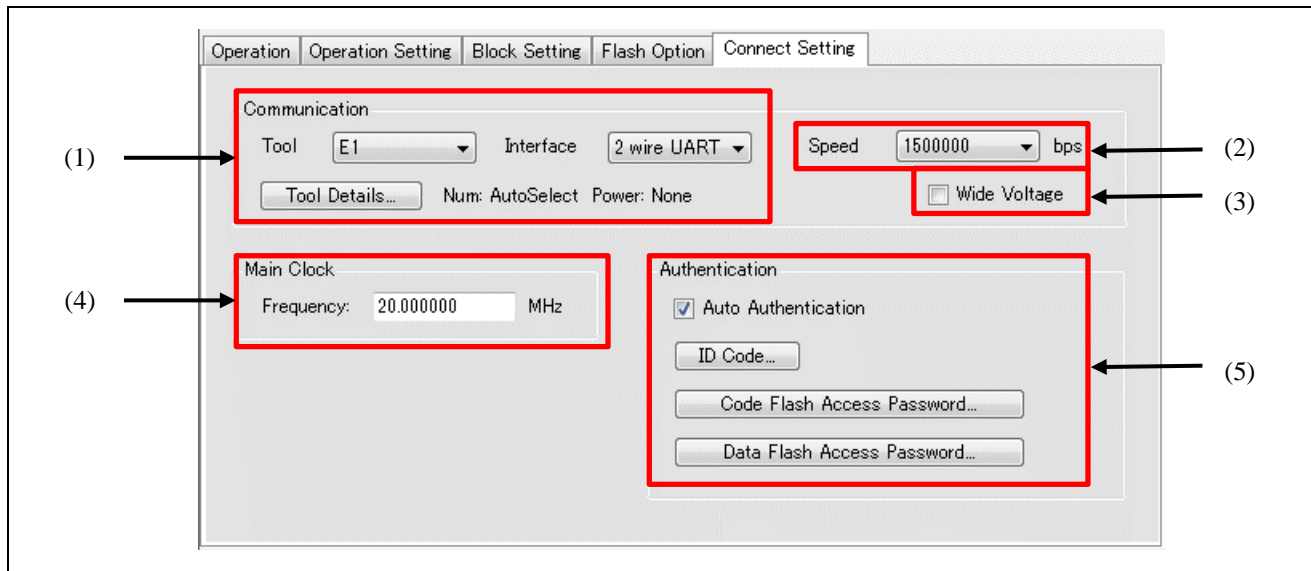 Operation Operation Setting Block Setting Flash Option Connect Setting
Communication
(1) Tool E1 Interface 2 wire UART Speed 1500000 bps (2)
Tool Details... Num: AutoSelect Power: None Wide Voltage (3)
Main Clock Authentication
(4) Frequency: 20.000000 MHz Auto Authentication
ID Code... (5)
Code Flash Access Password...
Data Flash Access Password...